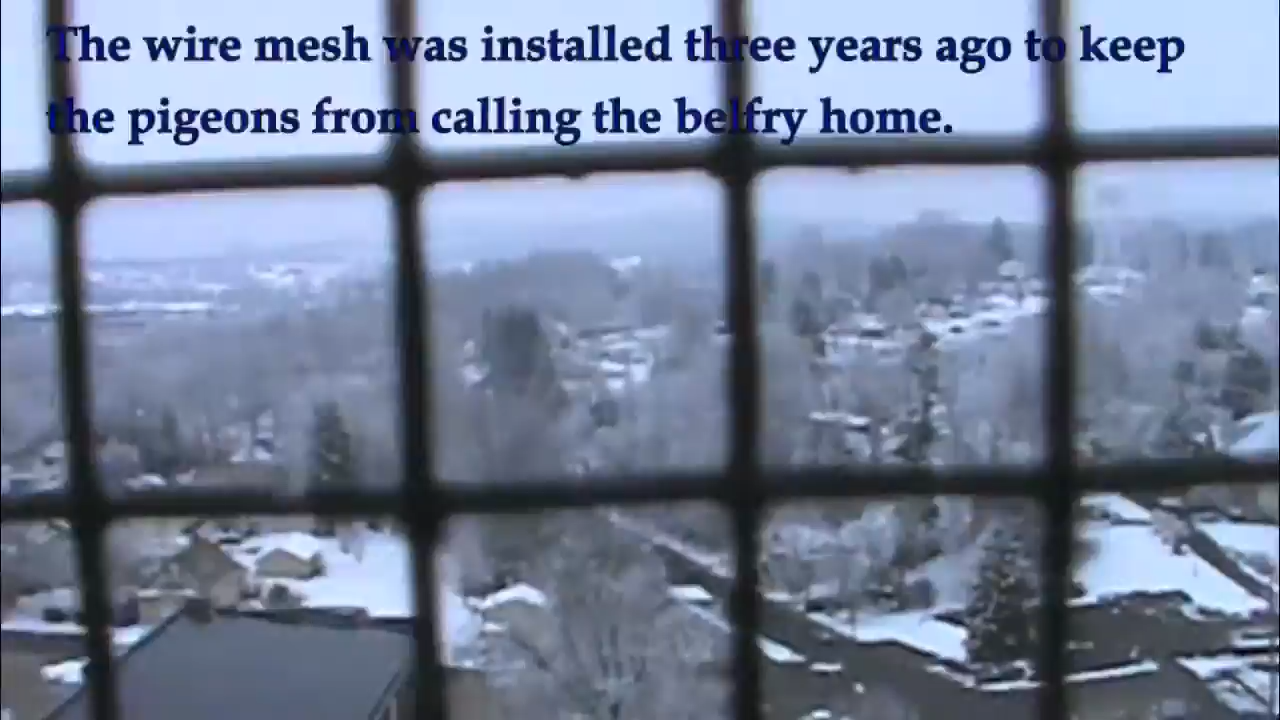 The wire mesh was installed three years ago to keep
the pigeons from calling the belfry home.